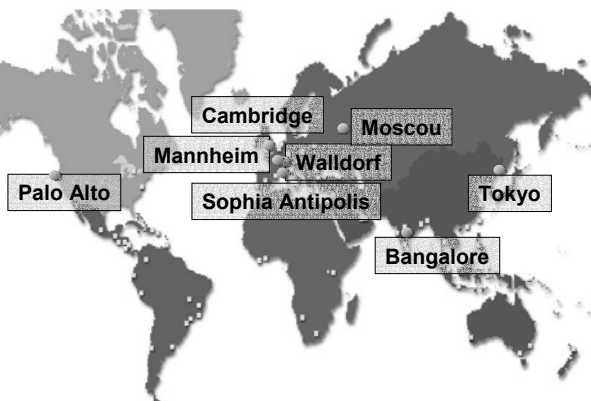 Cambridge
Moscou
Mannheim
Walldorf
Palo Alto
Sophia Antipolis
Tokyo
Bangalore